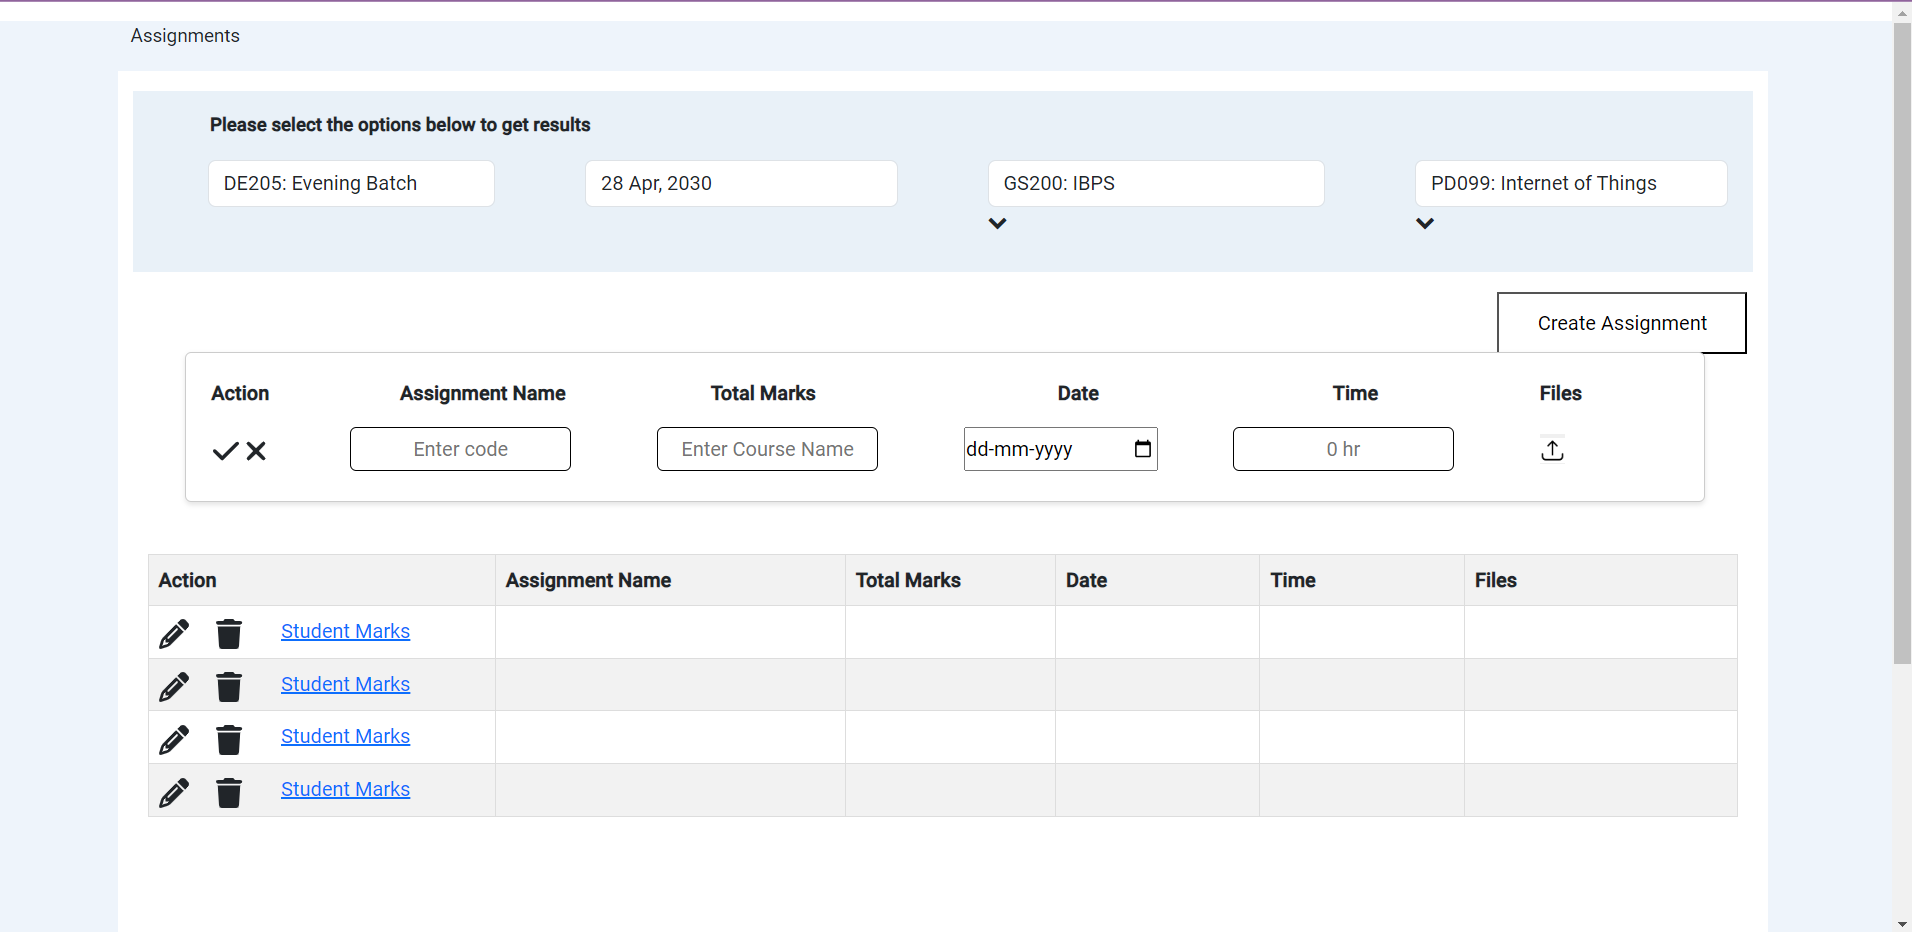 Assignments
Please select the options below to get results
DE205: Evening Batch 28 Apr, 2030 GS200: IBPS PD099: Internet of Things
Create Assignment
Action Assignment Name Total Marks Date Time Files
Enter code Enter Course Name dd-mm-yyyy 0 hr
Action Assignment Name Total Marks Date Time Files
Student Marks
Student Marks
Student Marks
Student Marks